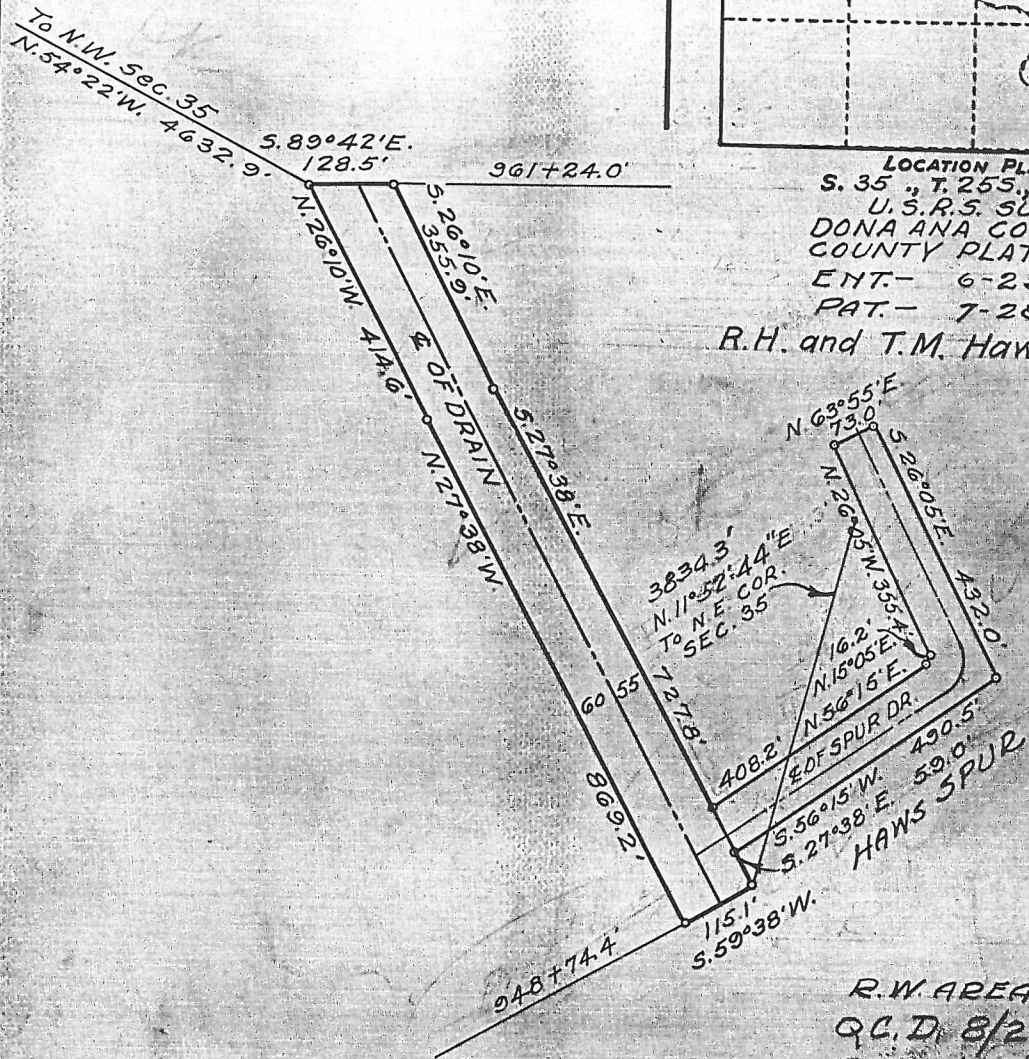 To N.W. Sec. 35
N.54°22'W. 4632.9.
S.89°42'E.
128.5'
961+24.0'
S.26°10'E.
355.9'
N.26°10'W. 414.6'
℄ OF DRAIN
S.27°38'E.
727.8'
N.27°38'W.
869.2'
60 55
LOCATION PL
S. 35 ., T. 25S.,
U.S.R.S. SU
DONA ANA CO
COUNTY PLAT
ENT.- 6-2
PAT.- 7-28
R.H. and T.M. Haw
N.63°55'E.
73.0'
S.26°05'E.
432.0'
N.26°05'W. 355.4'
3834.3'
N.11°52'44"E
To N.E. COR.
SEC. 35
16.2'
N.15°05'E.
N.56°15'E.
408.2'
℄ OF SPUR DR.
S.56°15'W. 490.5'
S.27°38'E. 59.0'
HAWS SPUR
115.1'
S.59°38'W.
948+74.4'
R.W. AREA
Q.C.D. 8/2